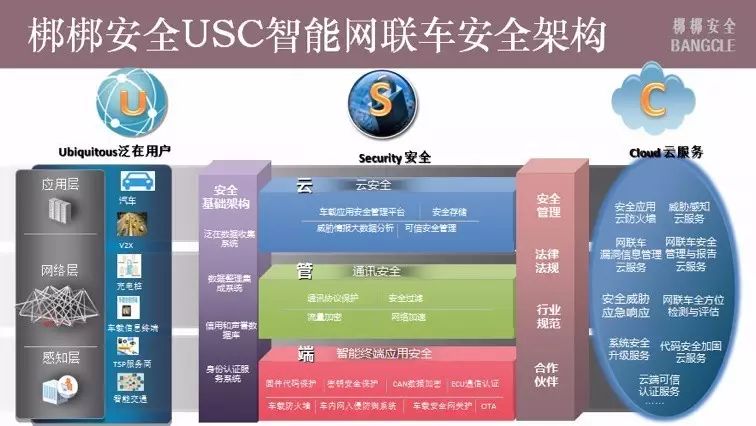 梆梆安全USC智能网联车安全架构
梆梆安全
BANGCLE
U
S
C
Ubiquitous泛在用户
Security 安全
Cloud 云服务
应用层
网络层
感知层
汽车
V2X
充电桩
车载信息终端
TSP服务商
智能交通
安全
基础架构
泛在数据收集
系统
数据整理集
成系统
信用和声誉数
据库
身份认证服
务系统
云
云安全
车载应用安全管理平台
安全存储
威胁情报大数据分析
可信安全管理
管
通讯安全
通讯协议保护
安全过滤
流量加密
网络加速
端
智能终端应用安全
固件代码保护
密钥安全保护
CAN数据加密
ECU通信认证
车载防火墙
车内网入侵防御系统
车载安全网关护
OTA
安全
管理
法律
法规
行业
规范
合作
伙伴
安全应用
云防火墙
威胁感知
云服务
网联车
漏洞信息管理
云服务
网联车安全
管理与报告
云服务
安全威胁
应急响应
网联车全方位
检测与评估
系统安全
升级服务
代码安全加固
云服务
云端可信
认证服务
......